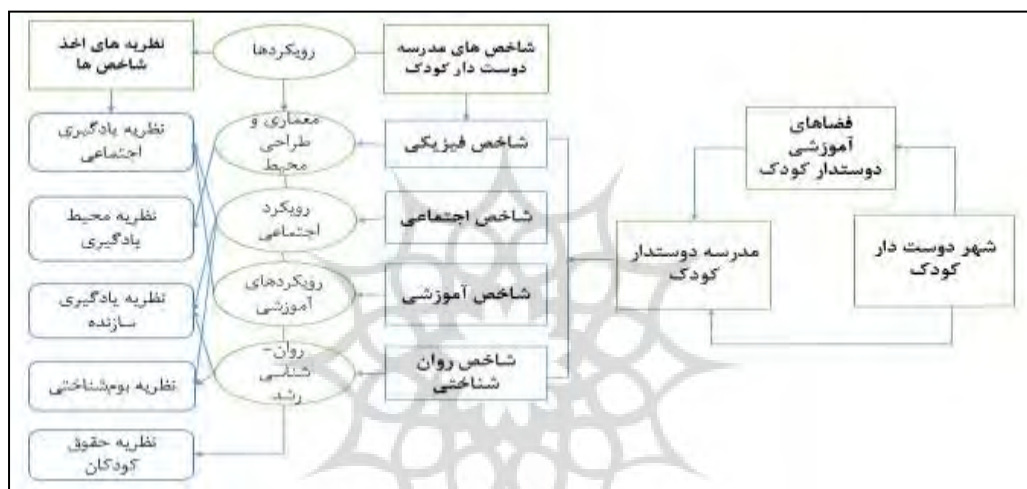 شاخص های مدرسه
دوست دار کودک
رویکردها
نظریه های اخذ
شاخص ها
فضاهای
آموزشی
دوستدار کودک
شهر دوست دار
کودک
مدرسه دوستدار
کودک
شاخص فیزیکی
شاخص اجتماعی
شاخص آموزشی
شاخص روان
شناختی
معماری و
طراحی
محیط
رویکرد
اجتماعی
رویکردهای
آموزشی
روان-
شناسی
رشد
نظریه یادگیری
اجتماعی
نظریه محیط
یادگیری
نظریه یادگیری
سازنده
نظریه بوم‌شناختی
نظریه حقوق
کودکان